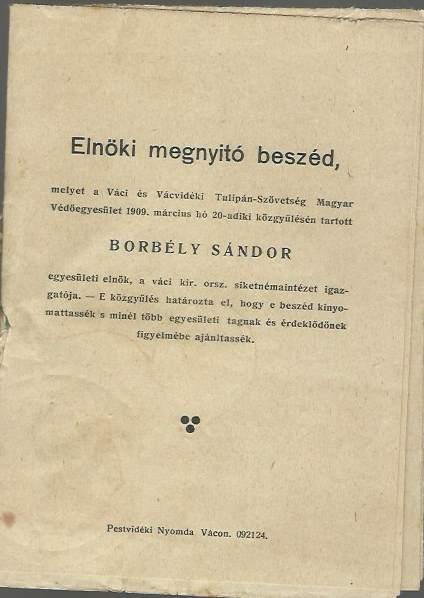 Elnöki megnyitó beszéd,
melyet a Váci és Vácvidéki Tulipán-Szövetség Magyar
Védőegyesület 1909. március hó 20-adiki közgyülésén tartott
BORBÉLY SÁNDOR
egyesületi elnök, a váci kir. orsz. siketnémaintézet igaz-
gatója. — E közgyülés határozta el, hogy e beszéd kinyo-
mattassék s minél több egyesületi tagnak és érdeklődőnek
figyelmébe ajánltassék.
Pestvidéki Nyomda Vácon. 092124.